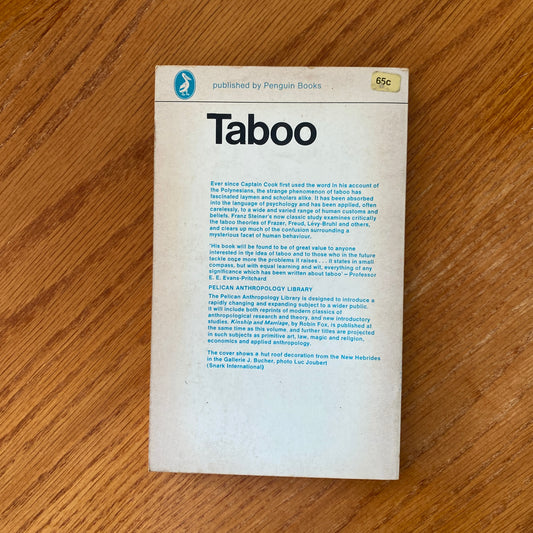 published by Penguin Books
65c
Taboo
Ever since Captain Cook first used the word in his account of
the Polynesians, the strange phenomenon of taboo has
fascinated laymen and scholars alike. It has been absorbed
into the language of psychology and has been applied, often
carelessly, to a wide and varied range of human customs and
beliefs. Franz Steiner's now classic study examines critically
the taboo theories of Frazer, Freud, Lévy-Bruhl and others,
and clears up much of the confusion surrounding a
mysterious facet of human behaviour.
'His book will be found to be of great value to anyone
interested in the idea of taboo and to those who in the future
tackle once more the problems it raises . . . It states in small
compass, but with equal learning and wit, everything of any
significance which has been written about taboo' – Professor
E. E. Evans-Pritchard
PELICAN ANTHROPOLOGY LIBRARY
The Pelican Anthropology Library is designed to introduce a
rapidly changing and expanding subject to a wider public.
It will include both reprints of modern classics of
anthropological research and theory, and new introductory
studies. Kinship and Marriage, by Robin Fox, is published at
the same time as this volume, and further titles are projected
in such subjects as primitive art, law, magic and religion,
economics and applied anthropology.
The cover shows a hut roof decoration from the New Hebrides
in the Gallerie J. Bucher, photo Luc Joubert
(Snark International)